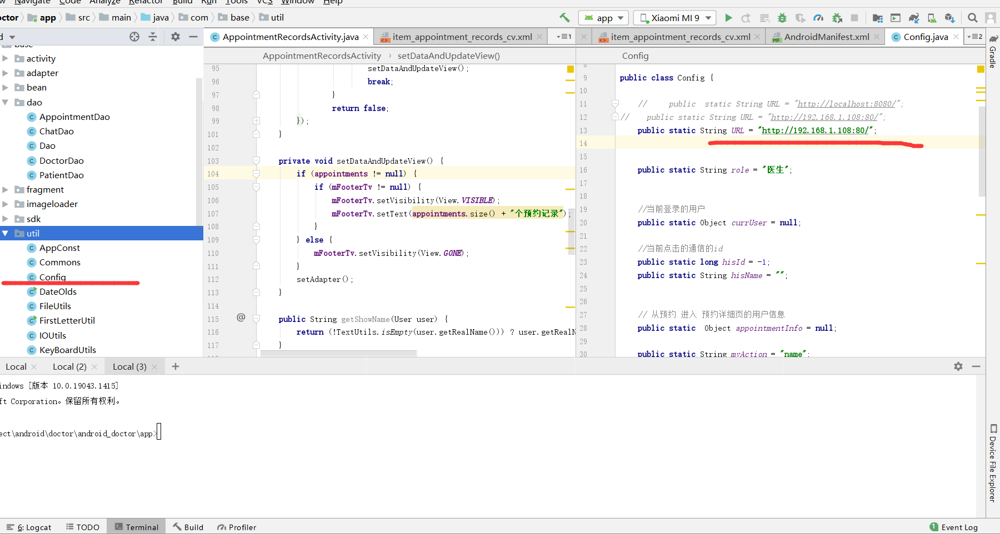 Navigate Code Analyze Refactor Build Run Tools VCS Window Help
octor app src main java com base util
app
Xiaomi MI 9
AppointmentRecordsActivity.java
item_appointment_records_cv.xml
1
item_appointment_records_cv.xml
AndroidManifest.xml
Config.java
2
base
activity
adapter
bean
dao
AppointmentDao
ChatDao
Dao
DoctorDao
PatientDao
fragment
imageloader
sdk
util
AppConst
Commons
Config
DateOlds
FileUtils
FirstLetterUtil
IOUtils
KeyBoardUtils
AppointmentRecordsActivity › setDataAndUpdateView()
95 setDataAndUpdateView();
96 break;
97 }
98 return false;
99 });
101 }
102
103 private void setDataAndUpdateView() {
104 if (appointments != null) {
105 if (mFooterTv != null) {
106 mFooterTv.setVisibility(View.VISIBLE);
107 mFooterTv.setText(appointments.size() + "个预约记录");
108 }
109 } else {
110 mFooterTv.setVisibility(View.GONE);
111 }
112 setAdapter();
113 }
114
115 @ public String getShowName(User user) {
116 return (!TextUtils.isEmpty(user.getRealName())) ? user.getRealN
117 }
Config
9 public class Config {
10
11 // public static String URL = "http://localhost:8080/";
12 // public static String URL = "http://192.168.1.108:80/";
13 public static String URL = "http://192.168.1.108:80/";
14
15
16 public static String role = "医生";
17
18
19 //当前登录的用户
20 public static Object currUser = null;
21
22 //当前点击的通信的id
23 public static long hisId = -1;
24 public static String hisName = "";
25
26
27 // 从预约 进入 预约详细页的用户信息
28 public static Object appointmentInfo = null;
29
30 public static String myAction = "name";
Gradle
Device File Explorer
Local
Local (2)
Local (3)
+
indows [版本 10.0.19043.1415]
ft Corporation。保留所有权利。
ect\android\doctor\android_doctor\app>
6: Logcat
TODO
Terminal
Build
Profiler
1 Event Log